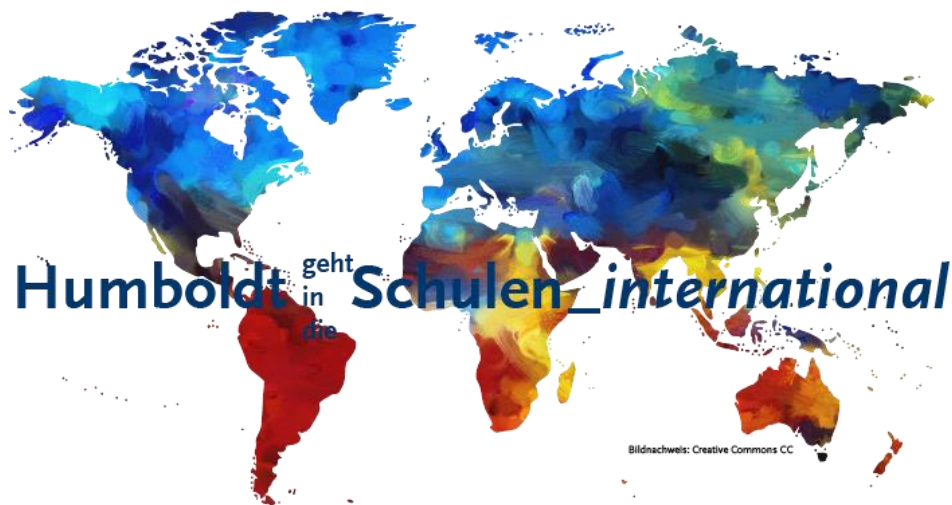 Humboldt geht in die Schulen_international
Bildnachweis: Creative Commons CC